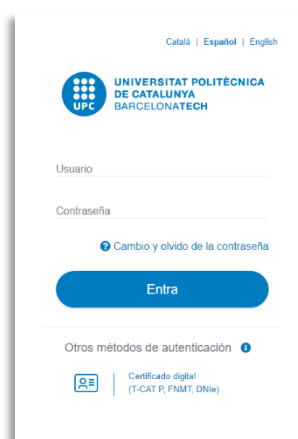 Català | Español | English
UNIVERSITAT POLITÈCNICA
DE CATALUNYA
BARCELONATECH
UPC
Usuario
Contraseña
? Cambio y olvido de la contraseña
Entra
Otros métodos de autenticación i
Certificado digital
(T-CAT P, FNMT, DNIe)